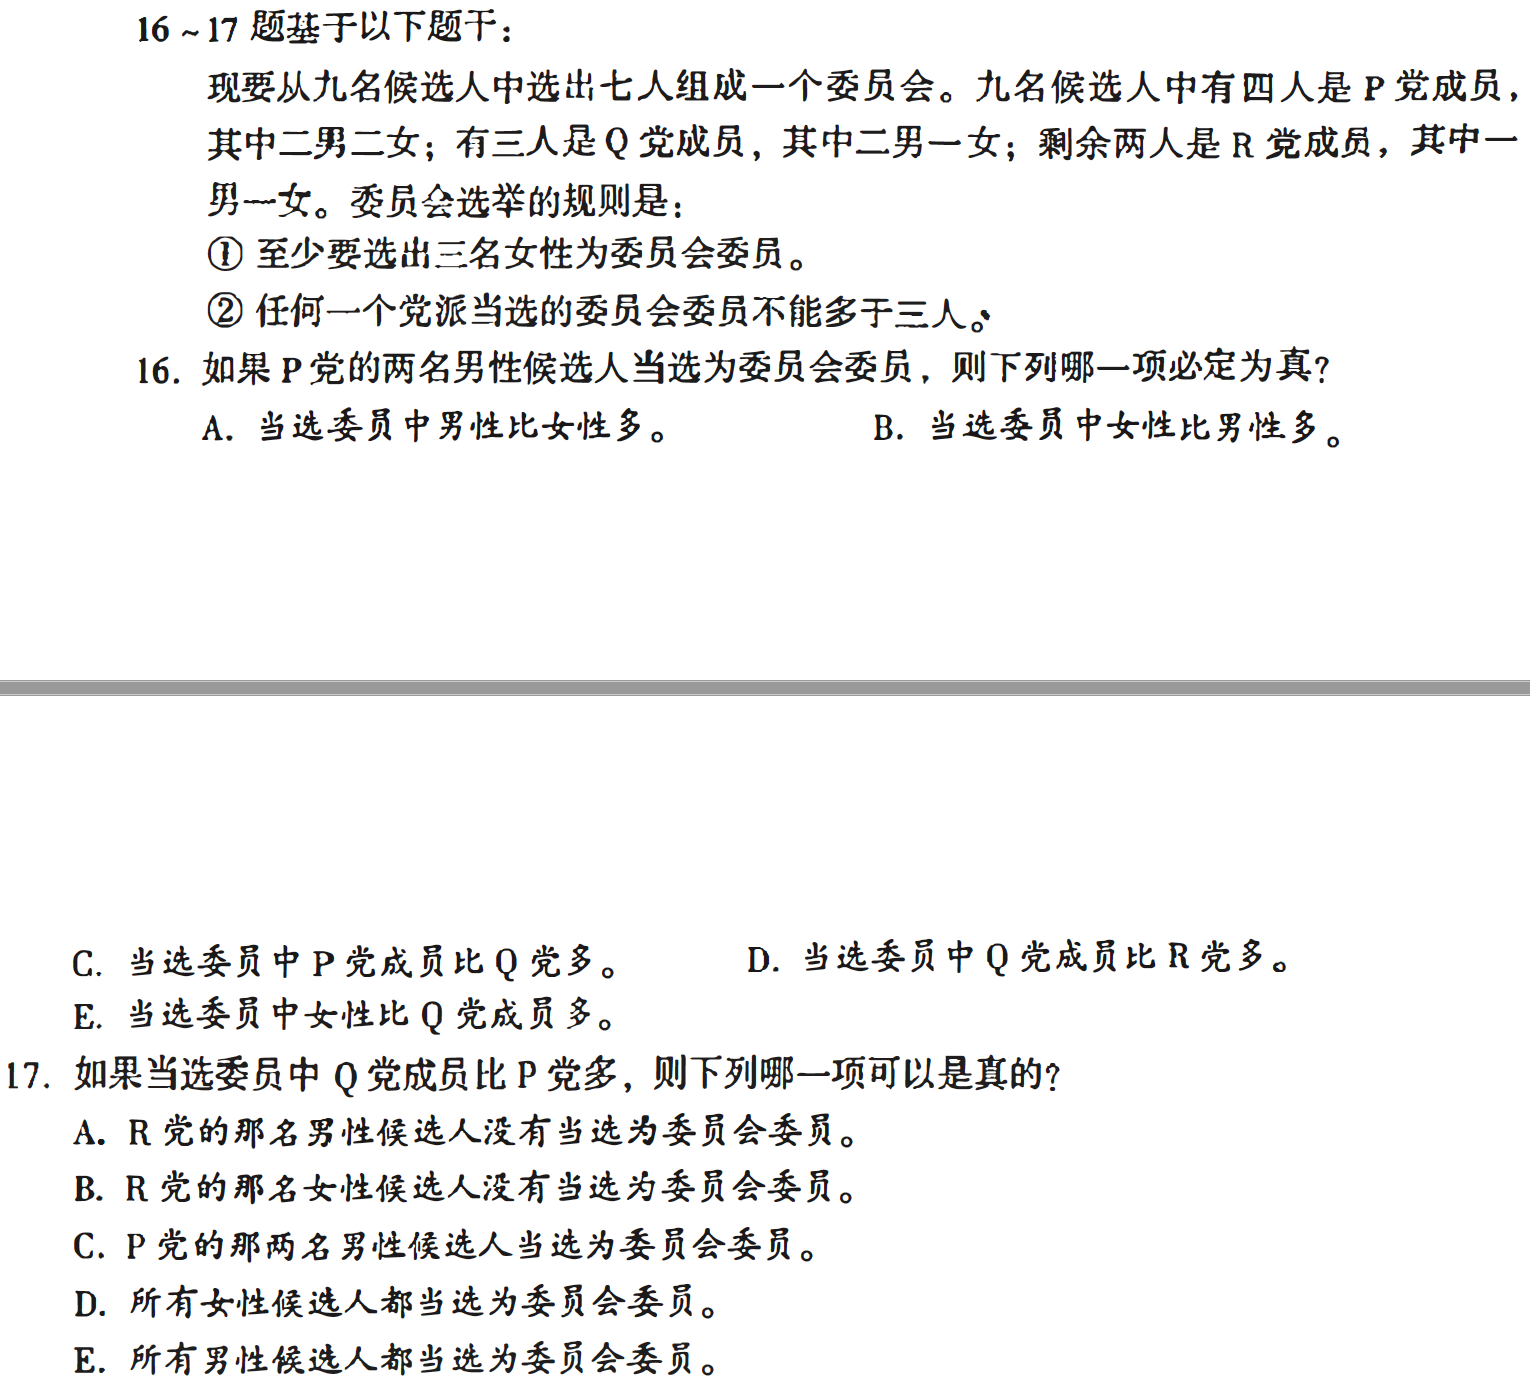 16~17 题基于以下题干：
现要从九名候选人中选出七人组成一个委员会。九名候选人中有四人是 P 党成员，
其中二男二女；有三人是 Q 党成员，其中二男一女；剩余两人是 R 党成员，其中一
男一女。委员会选举的规则是：
① 至少要选出三名女性为委员会委员。
② 任何一个党派当选的委员会委员不能多于三人。
16. 如果 P 党的两名男性候选人当选为委员会委员，则下列哪一项必定为真？
A. 当选委员中男性比女性多。 B. 当选委员中女性比男性多。
C. 当选委员中 P 党成员比 Q 党多。 D. 当选委员中 Q 党成员比 R 党多。
E. 当选委员中女性比 Q 党成员多。
17. 如果当选委员中 Q 党成员比 P 党多，则下列哪一项可以是真的？
A. R 党的那名男性候选人没有当选为委员会委员。
B. R 党的那名女性候选人没有当选为委员会委员。
C. P 党的那两名男性候选人当选为委员会委员。
D. 所有女性候选人都当选为委员会委员。
E. 所有男性候选人都当选为委员会委员。